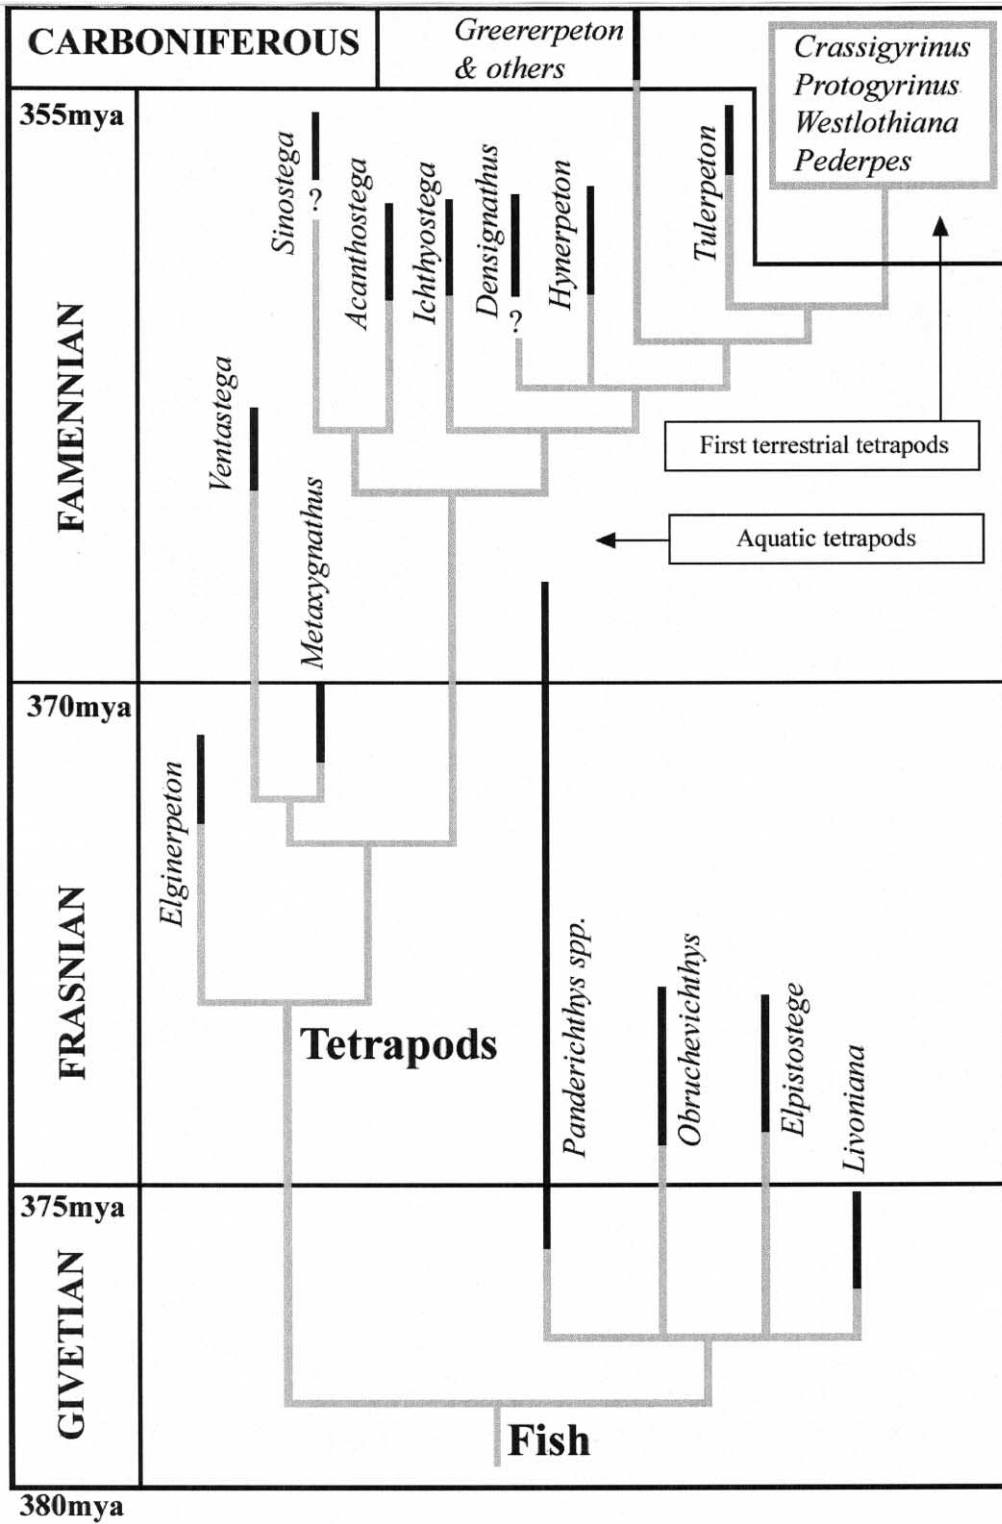 CARBONIFEROUS
Greererpeton
& others
Crassigyrinus
Protogyrinus
Westlothiana
Pederpes
355mya
Sinostega
?
Acanthostega
Ichthyostega
Densignathus
?
Hynerpeton
Tulerpeton
FAMENNIAN
Ventastega
Metaxygnathus
First terrestrial tetrapods
Aquatic tetrapods
370mya
Elginerpeton
FRASNIAN
Tetrapods
Panderichthys spp.
Obruchevichthys
Elpistostege
Livoniana
375mya
GIVETIAN
Fish
380mya